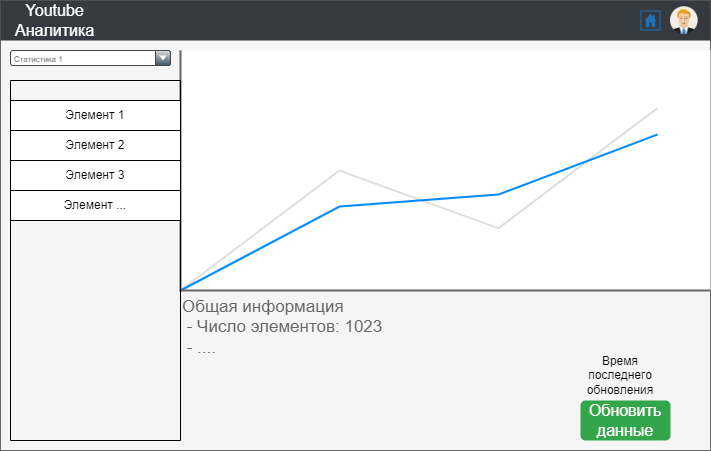 Youtube
Аналитика
Статистика 1
Элемент 1
Элемент 2
Элемент 3
Элемент ...
Общая информация
- Число элементов: 1023
- ....
Время
последнего
обновления
Обновить
данные